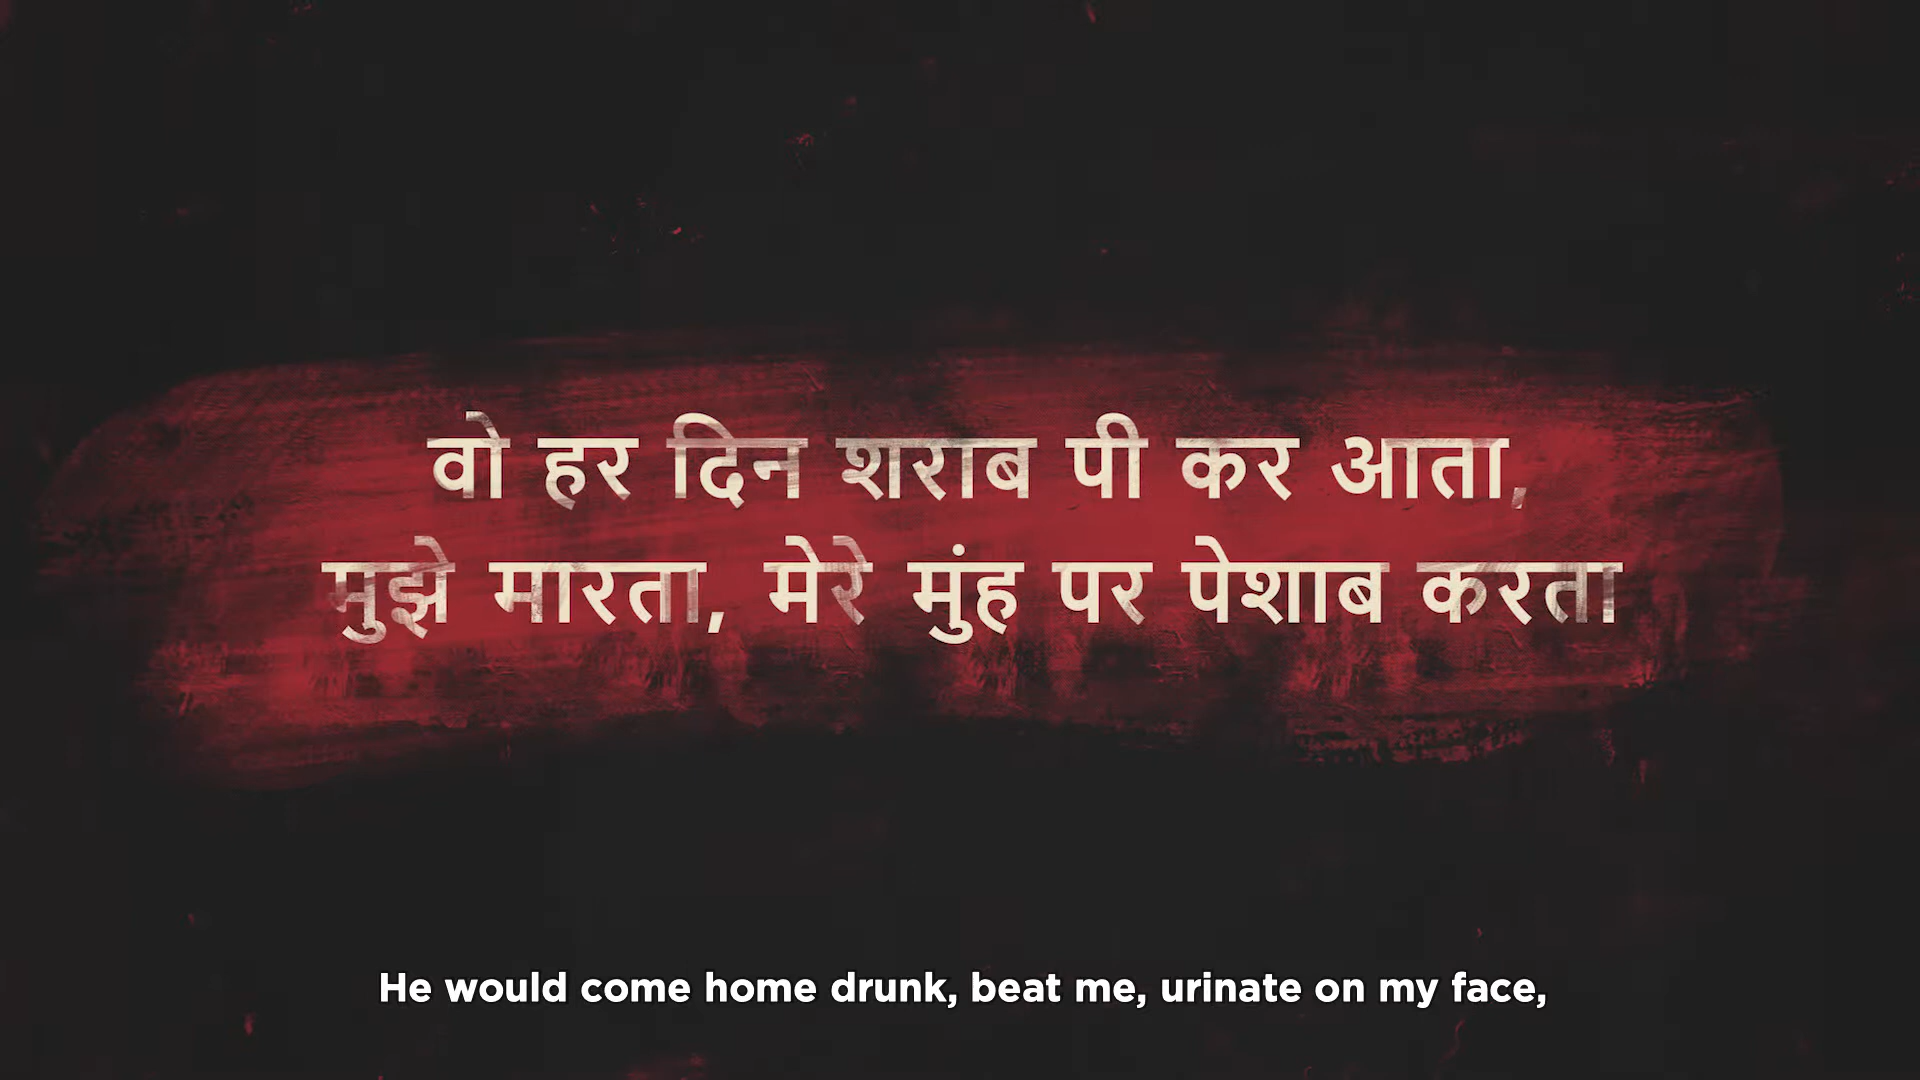 वो हर दिन शराब पी कर आता,
मुझे मारता, मेरे मुंह पर पेशाब करता
He would come home drunk, beat me, urinate on my face,